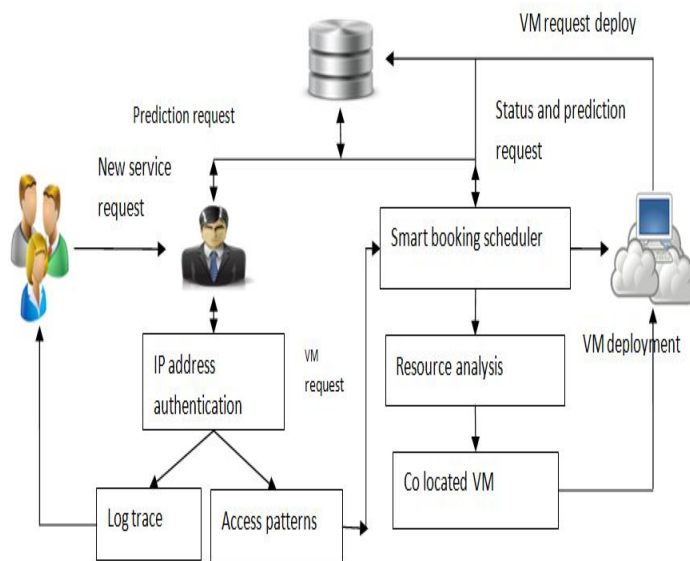 VM request deploy
Prediction request
Status and prediction
request
New service
request
Smart booking scheduler
IP address
authentication
VM
request
VM deployment
Resource analysis
Log trace
Access patterns
Co located VM